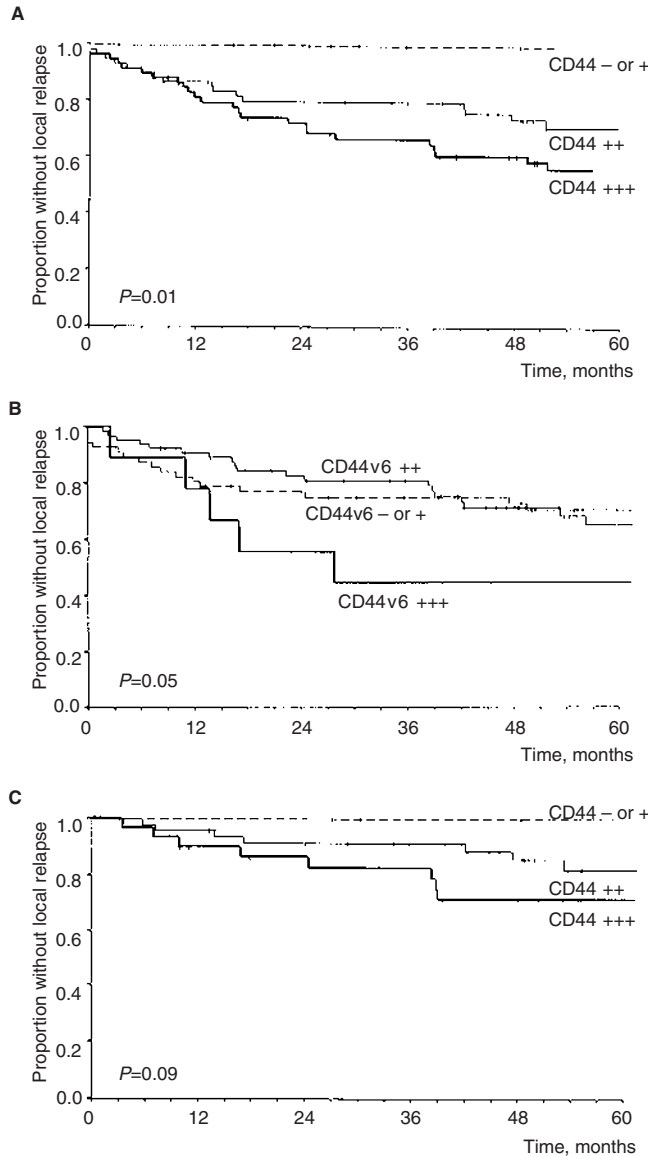 A
Proportion without local relapse
1.0
0.8
0.6
0.4
0.2
0.0
CD44 – or +
CD44 ++
CD44 +++
P=0.01
0 12 24 36 48 60
Time, months
B
Proportion without local relapse
1.0
0.8
0.6
0.4
0.2
0.0
CD44v6 ++
CD44v6 – or +
CD44v6 +++
P=0.05
0 12 24 36 48 60
Time, months
C
Proportion without local relapse
1.0
0.8
0.6
0.4
0.2
0.0
CD44 – or +
CD44 ++
CD44 +++
P=0.09
0 12 24 36 48 60
Time, months